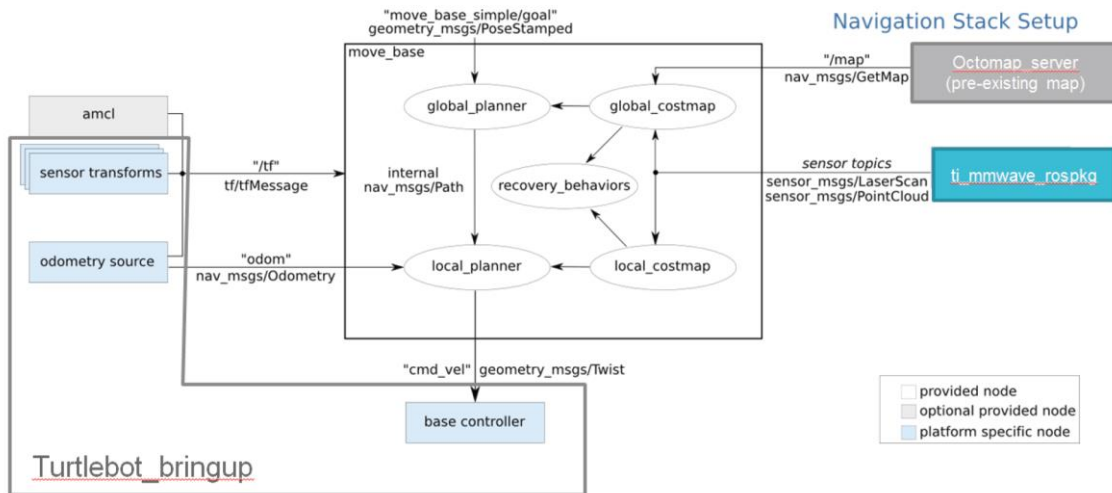 Navigation Stack Setup
"move_base_simple/goal"
geometry_msgs/PoseStamped
move_base
"/map"
nav_msgs/GetMap
Octomap_server
(pre-existing map)
amcl
global_planner
global_costmap
sensor transforms
"/tf"
tf/tfMessage
internal
nav_msgs/Path
recovery_behaviors
sensor topics
sensor_msgs/LaserScan
sensor_msgs/PointCloud
ti_mmwave_rospkg
odometry source
"odom"
nav_msgs/Odometry
local_planner
local_costmap
"cmd_vel" geometry_msgs/Twist
base controller
provided node
optional provided node
platform specific node
Turtlebot_bringup